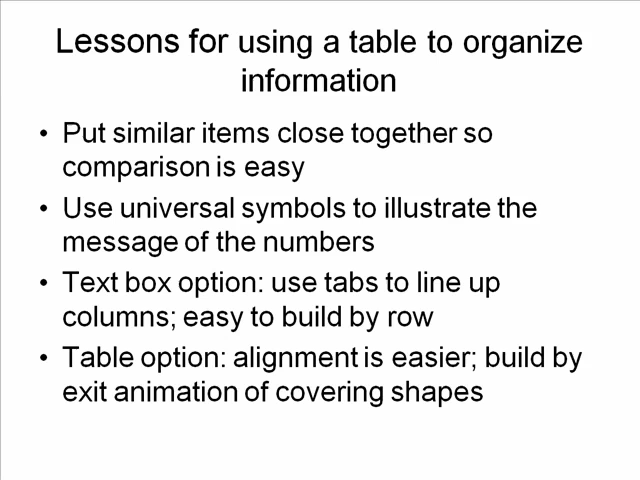 Lessons for using a table to organize
information
• Put similar items close together so
comparison is easy
• Use universal symbols to illustrate the
message of the numbers
• Text box option: use tabs to line up
columns; easy to build by row
• Table option: alignment is easier; build by
exit animation of covering shapes